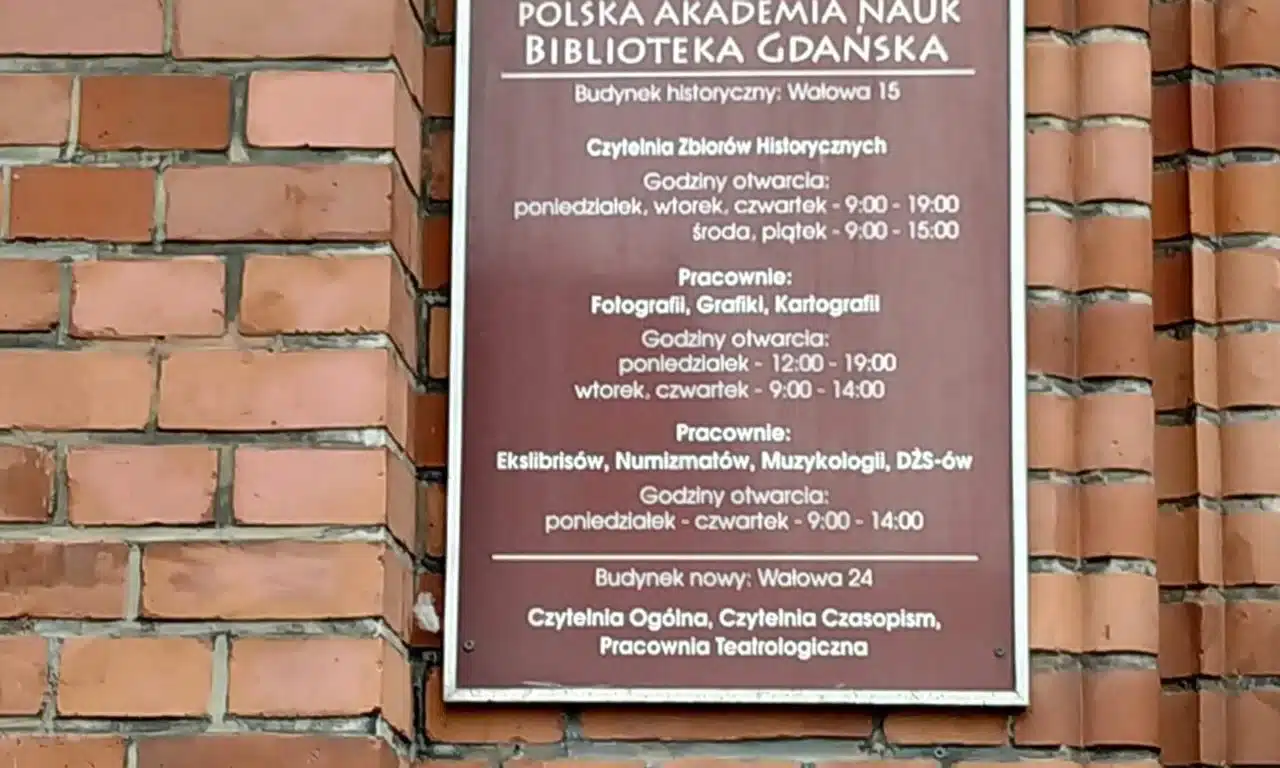 POLSKA AKADEMIA NAUK
BIBLIOTEKA GDAŃSKA
Budynek historyczny: Wałowa 15
Czytelnia Zbiorów Historycznych
Godziny otwarcia:
poniedziałek, wtorek, czwartek - 9:00 - 19:00
środa, piątek - 9:00 - 15:00
Pracownie:
Fotografii, Grafiki, Kartografii
Godziny otwarcia:
poniedziałek - 12:00 - 19:00
wtorek, czwartek - 9:00 - 14:00
Pracownie:
Ekslibrisów, Numizmatów, Muzykologii, DŻS-ów
Godziny otwarcia:
poniedziałek - czwartek - 9:00 - 14:00
Budynek nowy: Wałowa 24
Czytelnia Ogólna, Czytelnia Czasopism,
Pracownia Teatrologiczna